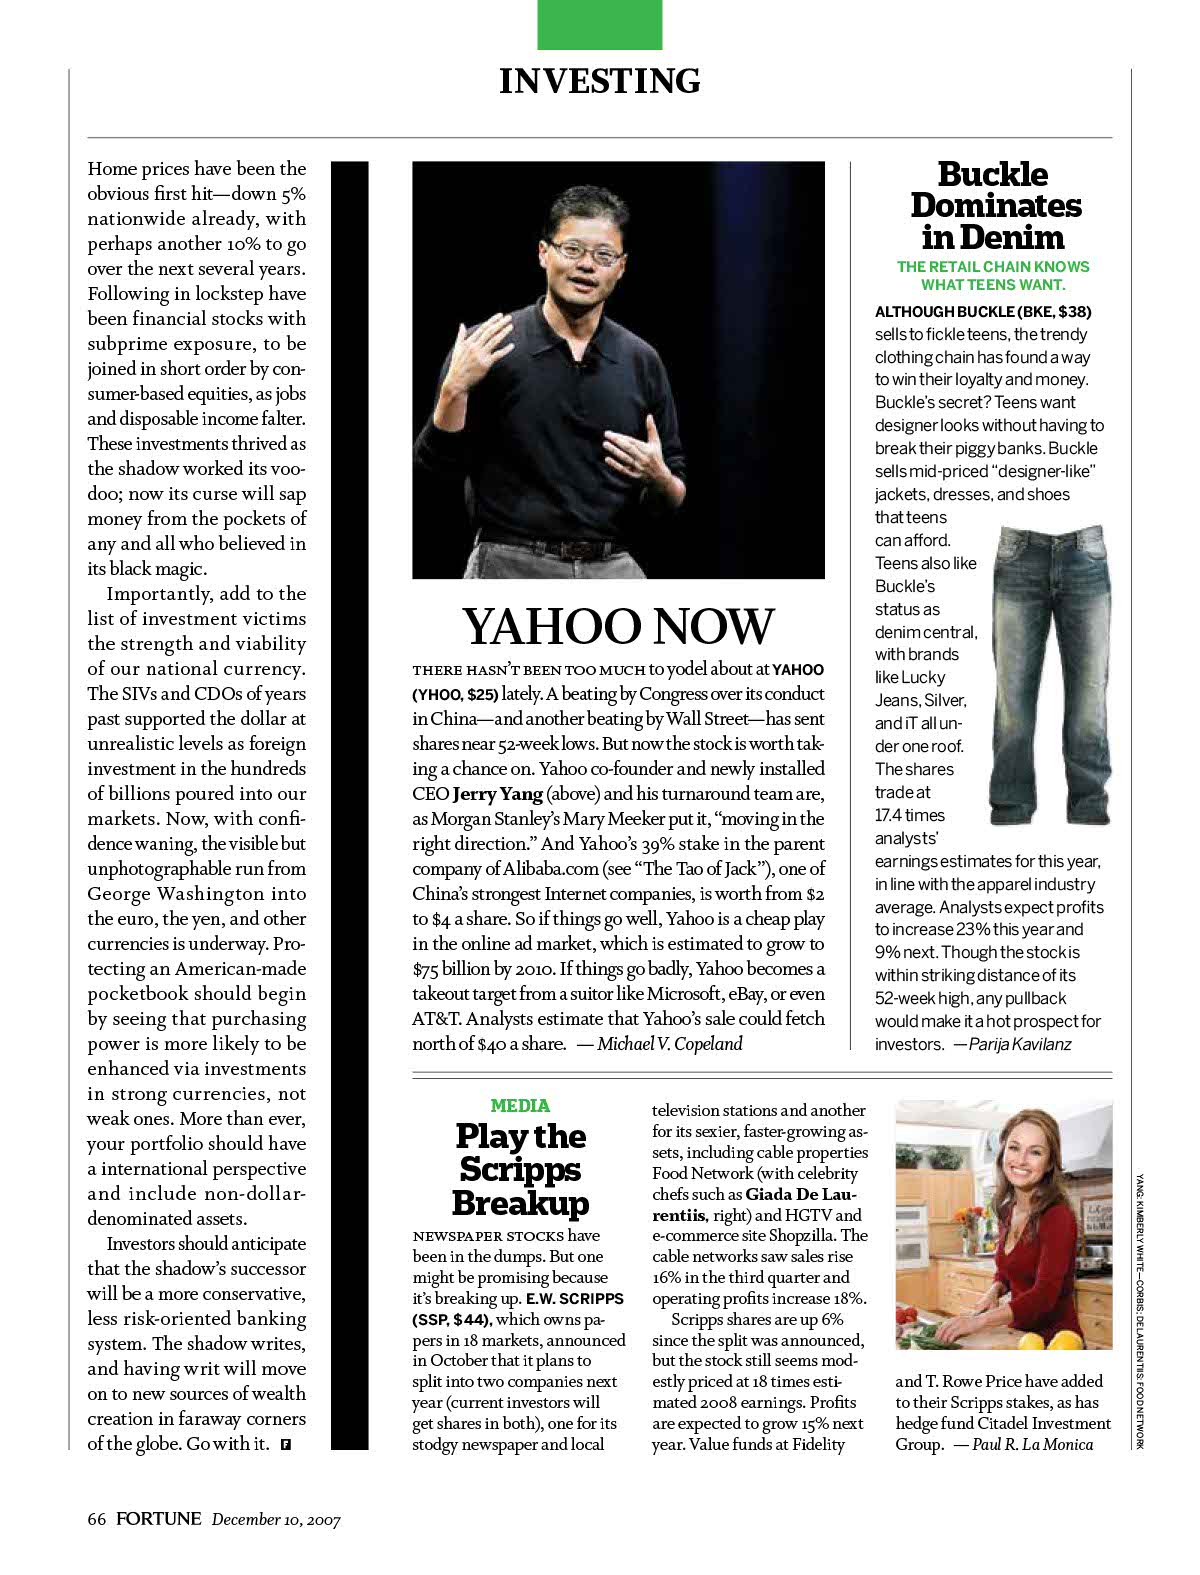 INVESTING
Home prices have been the
obvious first hit—down 5%
nationwide already, with
perhaps another 10% to go
over the next several years.
Following in lockstep have
been financial stocks with
subprime exposure, to be
joined in short order by con-
sumer-based equities, as jobs
and disposable income falter.
These investments thrived as
the shadow worked its voo-
doo; now its curse will sap
money from the pockets of
any and all who believed in
its black magic.
Importantly, add to the
list of investment victims
the strength and viability
of our national currency.
The SIVs and CDOs of years
past supported the dollar at
unrealistic levels as foreign
investment in the hundreds
of billions poured into our
markets. Now, with confi-
dence waning, the visible but
unphotographable run from
George Washington into
the euro, the yen, and other
currencies is underway. Pro-
tecting an American-made
pocketbook should begin
by seeing that purchasing
power is more likely to be
enhanced via investments
in strong currencies, not
weak ones. More than ever,
your portfolio should have
a international perspective
and include non-dollar-
denominated assets.
Investors should anticipate
that the shadow's successor
will be a more conservative,
less risk-oriented banking
system. The shadow writes,
and having writ will move
on to new sources of wealth
creation in faraway corners
of the globe. Go with it. F
YAHOO NOW
THERE HASN'T BEEN TOO MUCH to yodel about at YAHOO
(YHOO, $25) lately. A beating by Congress over its conduct
in China—and another beating by Wall Street—has sent
shares near 52-week lows. But now the stock is worth tak-
ing a chance on. Yahoo co-founder and newly installed
CEO Jerry Yang (above) and his turnaround team are,
as Morgan Stanley's Mary Meeker put it, "moving in the
right direction." And Yahoo's 39% stake in the parent
company of Alibaba.com (see "The Tao of Jack"), one of
China's strongest Internet companies, is worth from $2
to $4 a share. So if things go well, Yahoo is a cheap play
in the online ad market, which is estimated to grow to
$75 billion by 2010. If things go badly, Yahoo becomes a
takeout target from a suitor like Microsoft, eBay, or even
AT&T. Analysts estimate that Yahoo's sale could fetch
north of $40 a share. — Michael V. Copeland
Buckle
Dominates
in Denim
THE RETAIL CHAIN KNOWS
WHAT TEENS WANT.
ALTHOUGH BUCKLE (BKE, $38)
sells to fickle teens, the trendy
clothing chain has found a way
to win their loyalty and money.
Buckle's secret? Teens want
designer looks without having to
break their piggy banks. Buckle
sells mid-priced "designer-like"
jackets, dresses, and shoes
that teens
can afford.
Teens also like
Buckle's
status as
denim central,
with brands
like Lucky
Jeans, Silver,
and iT all un-
der one roof.
The shares
trade at
17.4 times
analysts'
earnings estimates for this year,
in line with the apparel industry
average. Analysts expect profits
to increase 23% this year and
9% next. Though the stock is
within striking distance of its
52-week high, any pullback
would make it a hot prospect for
investors. —Parija Kavilanz
MEDIA
Play the
Scripps
Breakup
NEWSPAPER STOCKS have
been in the dumps. But one
might be promising because
it's breaking up. E.W. SCRIPPS
(SSP, $44), which owns pa-
pers in 18 markets, announced
in October that it plans to
split into two companies next
year (current investors will
get shares in both), one for its
stodgy newspaper and local
television stations and another
for its sexier, faster-growing as-
sets, including cable properties
Food Network (with celebrity
chefs such as Giada De Lau-
rentiis, right) and HGTV and
e-commerce site Shopzilla. The
cable networks saw sales rise
16% in the third quarter and
operating profits increase 18%.
Scripps shares are up 6%
since the split was announced,
but the stock still seems mod-
estly priced at 18 times esti-
mated 2008 earnings. Profits
are expected to grow 15% next
year. Value funds at Fidelity
and T. Rowe Price have added
to their Scripps stakes, as has
hedge fund Citadel Investment
Group. — Paul R. La Monica
YANG: KIMBERLY WHITE—CORBIS; DE LAURENTIIS: FOOD NETWORK
66 FORTUNE December 10, 2007